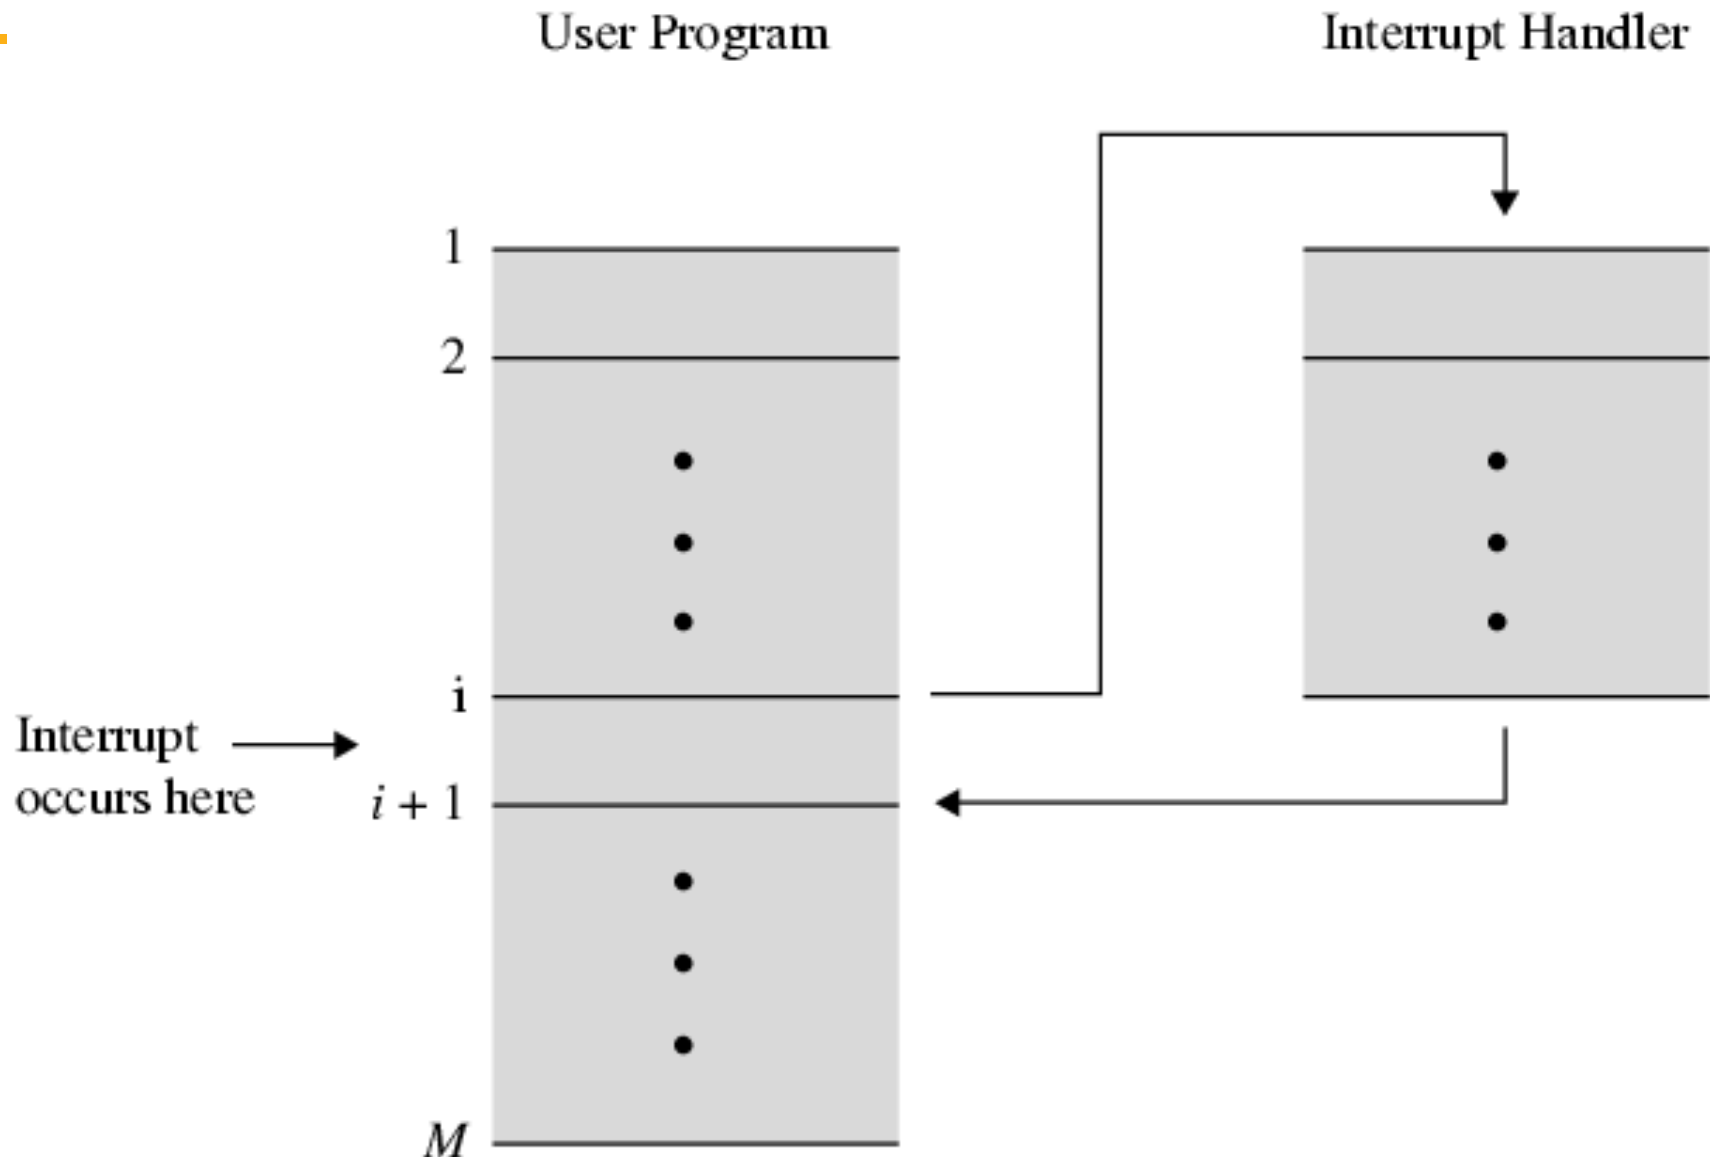 User Program
Interrupt Handler
1
2
i
Interrupt
occurs here
i + 1
M